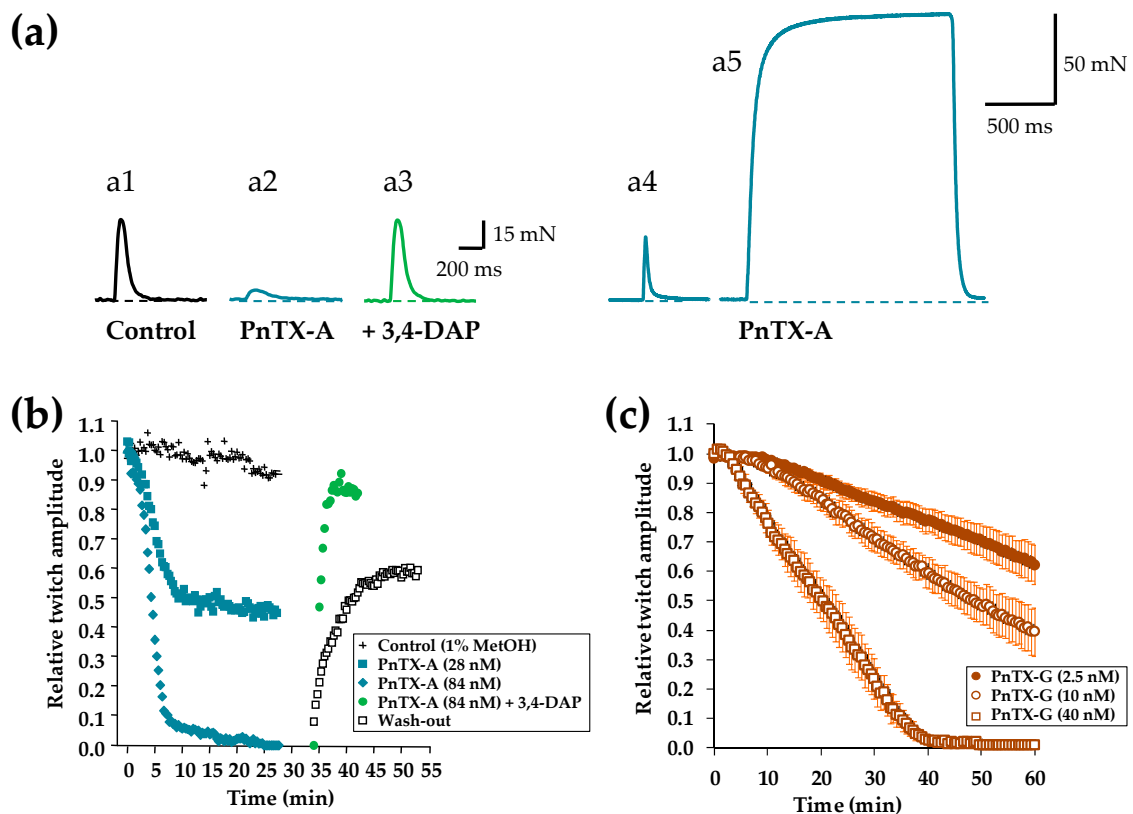 (a)
a1
a2
a3
15 mN
200 ms
Control
PnTX-A
+ 3,4-DAP
a4
a5
50 mN
500 ms
PnTX-A
(b)
Relative twitch amplitude
1.1
1.0
0.9
0.8
0.7
0.6
0.5
0.4
0.3
0.2
0.1
0.0
0
5
10
15
20
25
30
35
40
45
50
55
Time (min)
Control (1% MetOH)
PnTX-A (28 nM)
PnTX-A (84 nM)
PnTX-A (84 nM) + 3,4-DAP
Wash-out
(c)
Relative twitch amplitude
1.1
1.0
0.9
0.8
0.7
0.6
0.5
0.4
0.3
0.2
0.1
0.0
0
10
20
30
40
50
60
Time (min)
PnTX-G (2.5 nM)
PnTX-G (10 nM)
PnTX-G (40 nM)